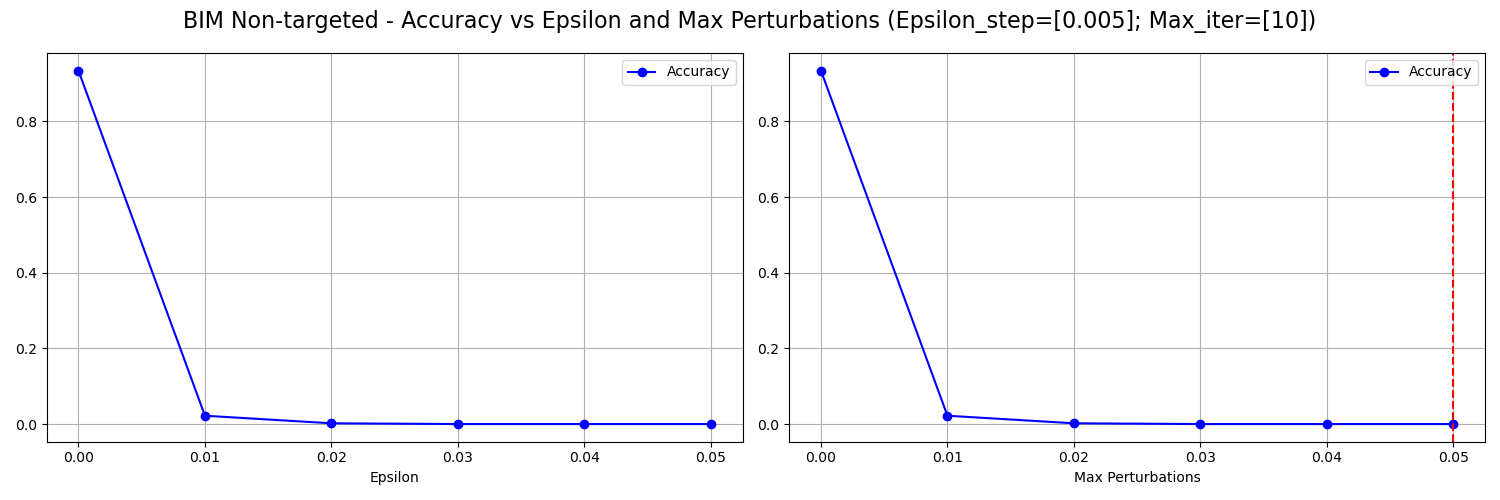 BIM Non-targeted - Accuracy vs Epsilon and Max Perturbations (Epsilon_step=[0.005]; Max_iter=[10])
Accuracy
0.8
0.6
0.4
0.2
0.0
0.00 0.01 0.02 0.03 0.04 0.05
Epsilon
Accuracy
0.8
0.6
0.4
0.2
0.0
0.00 0.01 0.02 0.03 0.04 0.05
Max Perturbations